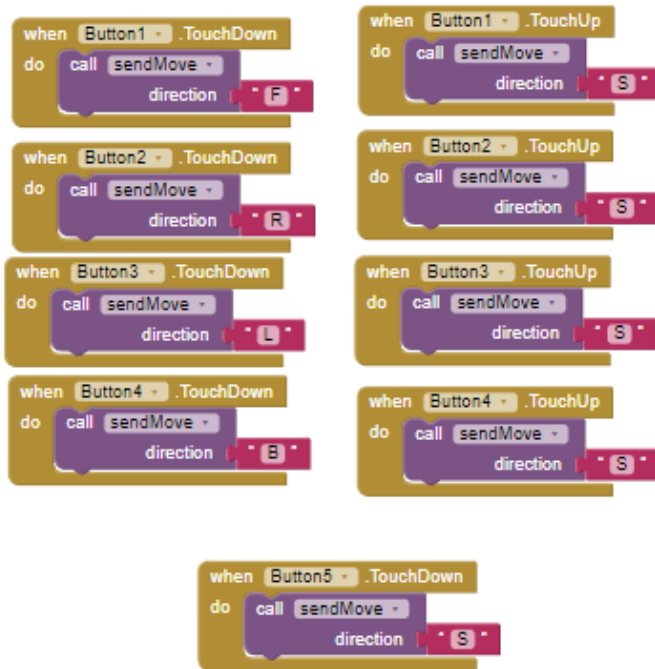 when Button1 .TouchDown
do call sendMove
direction " F "
when Button1 .TouchUp
do call sendMove
direction " S "
when Button2 .TouchDown
do call sendMove
direction " R "
when Button2 .TouchUp
do call sendMove
direction " S "
when Button3 .TouchDown
do call sendMove
direction " L "
when Button3 .TouchUp
do call sendMove
direction " S "
when Button4 .TouchDown
do call sendMove
direction " B "
when Button4 .TouchUp
do call sendMove
direction " S "
when Button5 .TouchDown
do call sendMove
direction " S "